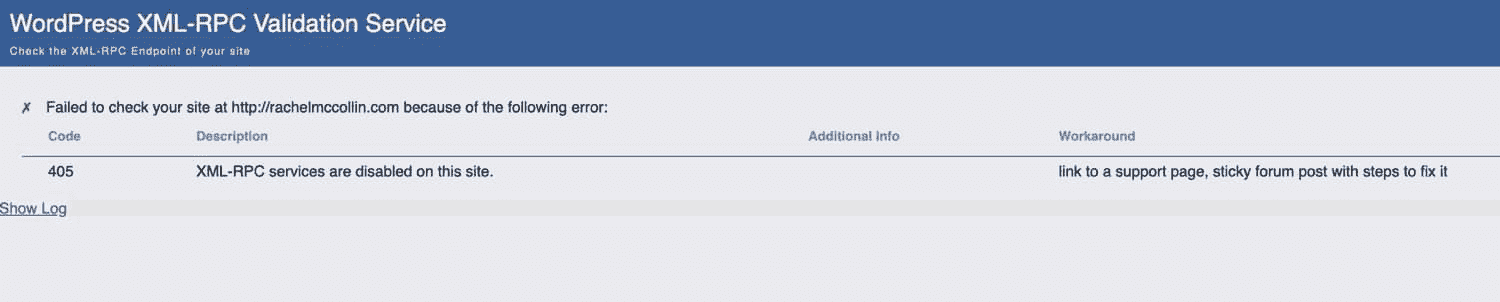 WordPress XML-RPC Validation Service
Check the XML-RPC Endpoint of your site
✗ Failed to check your site at http://rachelmccollin.com because of the following error:
Code Description Additional Info Workaround
405 XML-RPC services are disabled on this site. link to a support page, sticky forum post with steps to fix it
Show Log